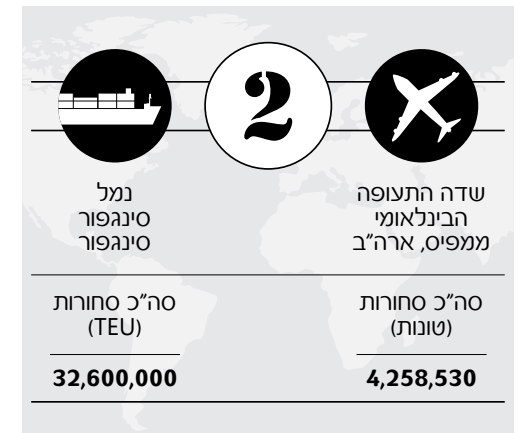 2
שדה התעופה
הבינלאומי
ממפיס, ארה"ב
סה"כ סחורות
(טונות)
4,258,530
נמל
סינגפור
סינגפור
סה"כ סחורות
(TEU)
32,600,000